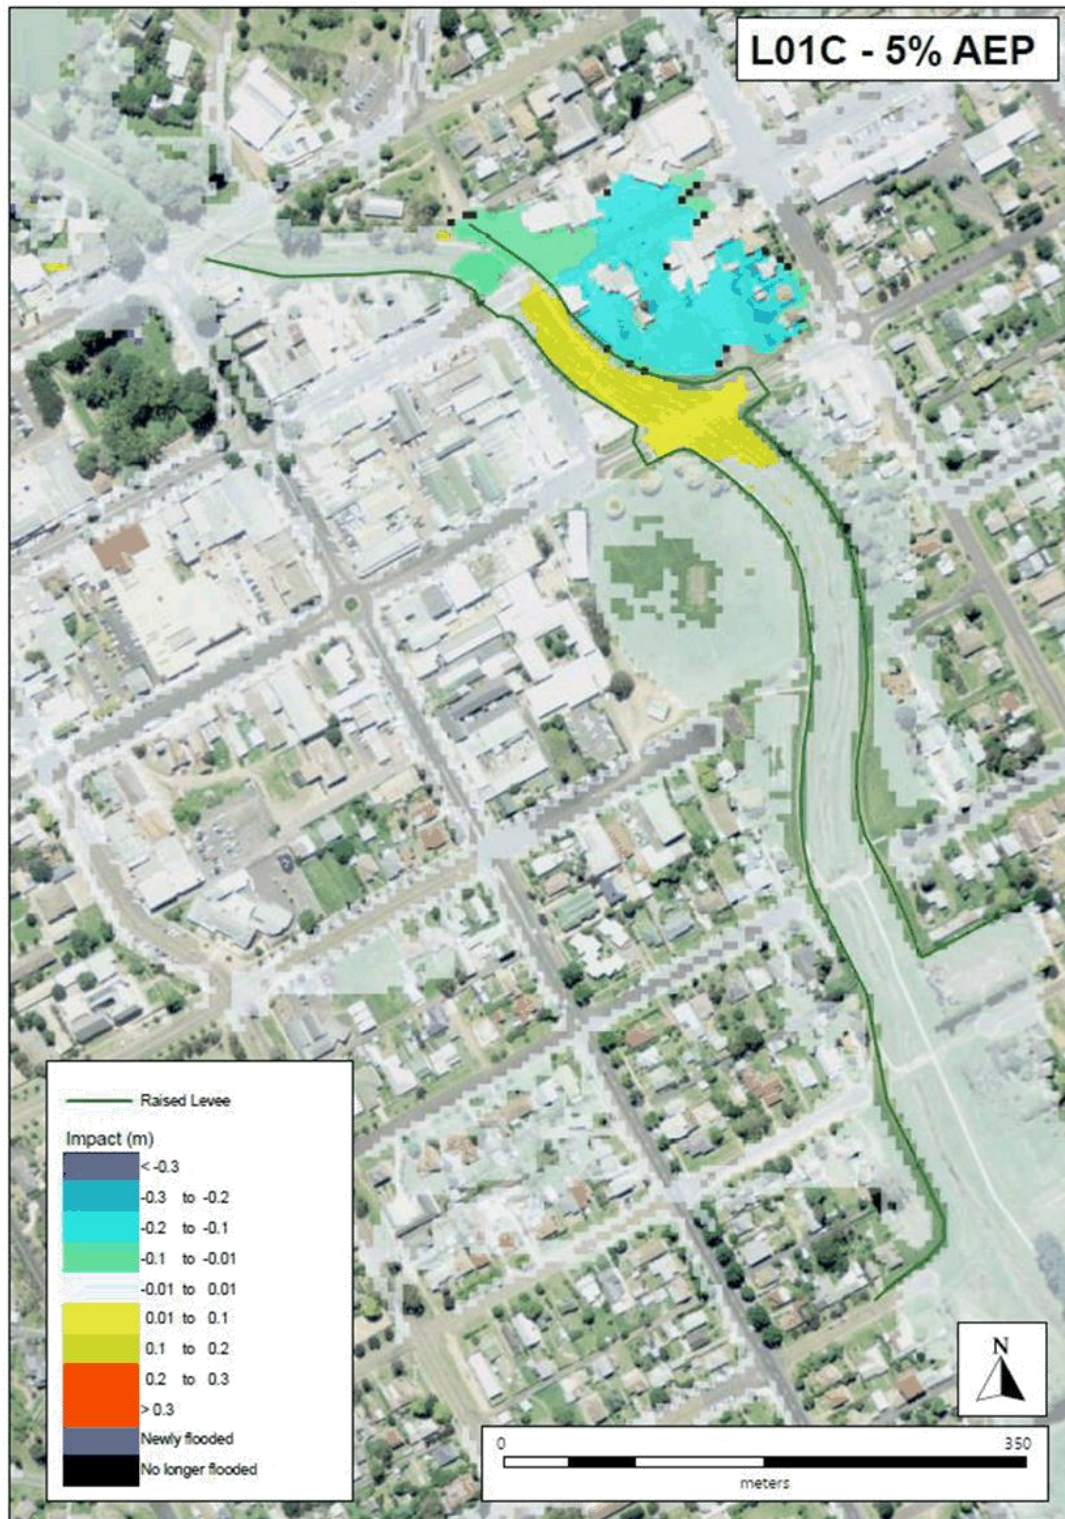 L01C - 5% AEP
Raised Levee
Impact (m)
< -0.3
-0.3 to -0.2
-0.2 to -0.1
-0.1 to -0.01
-0.01 to 0.01
0.01 to 0.1
0.1 to 0.2
0.2 to 0.3
> 0.3
Newly flooded
No longer flooded
N
0 350
meters